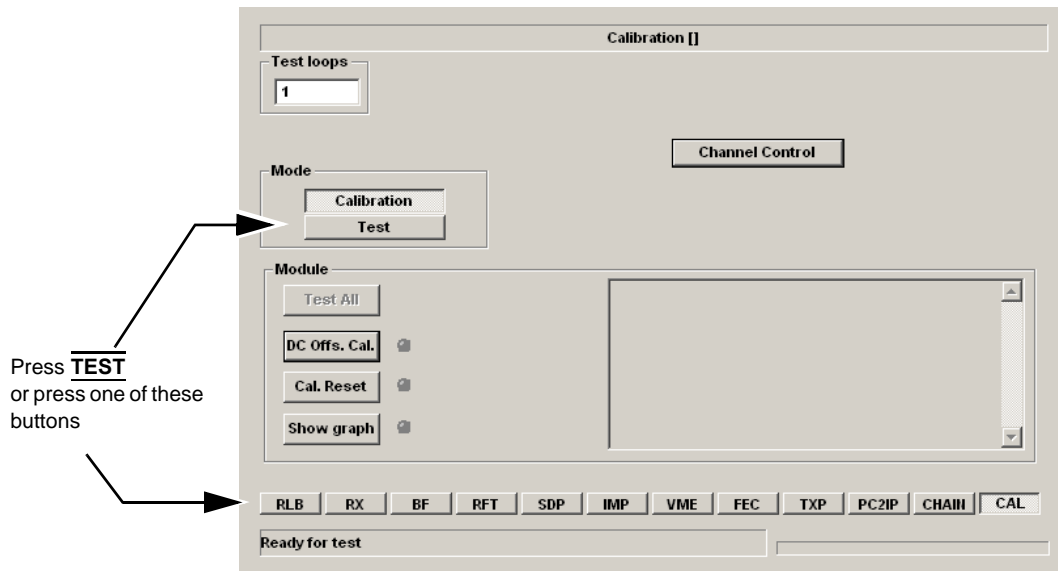 Calibration []
Test loops
1
Channel Control
Mode
Calibration
Test
Module
Test All
DC Offs. Cal.
Cal. Reset
Show graph
Press TEST
or press one of these
buttons
RLB RX BF RFT SDP IMP VME FEC TXP PC2IP CHAIN CAL
Ready for test